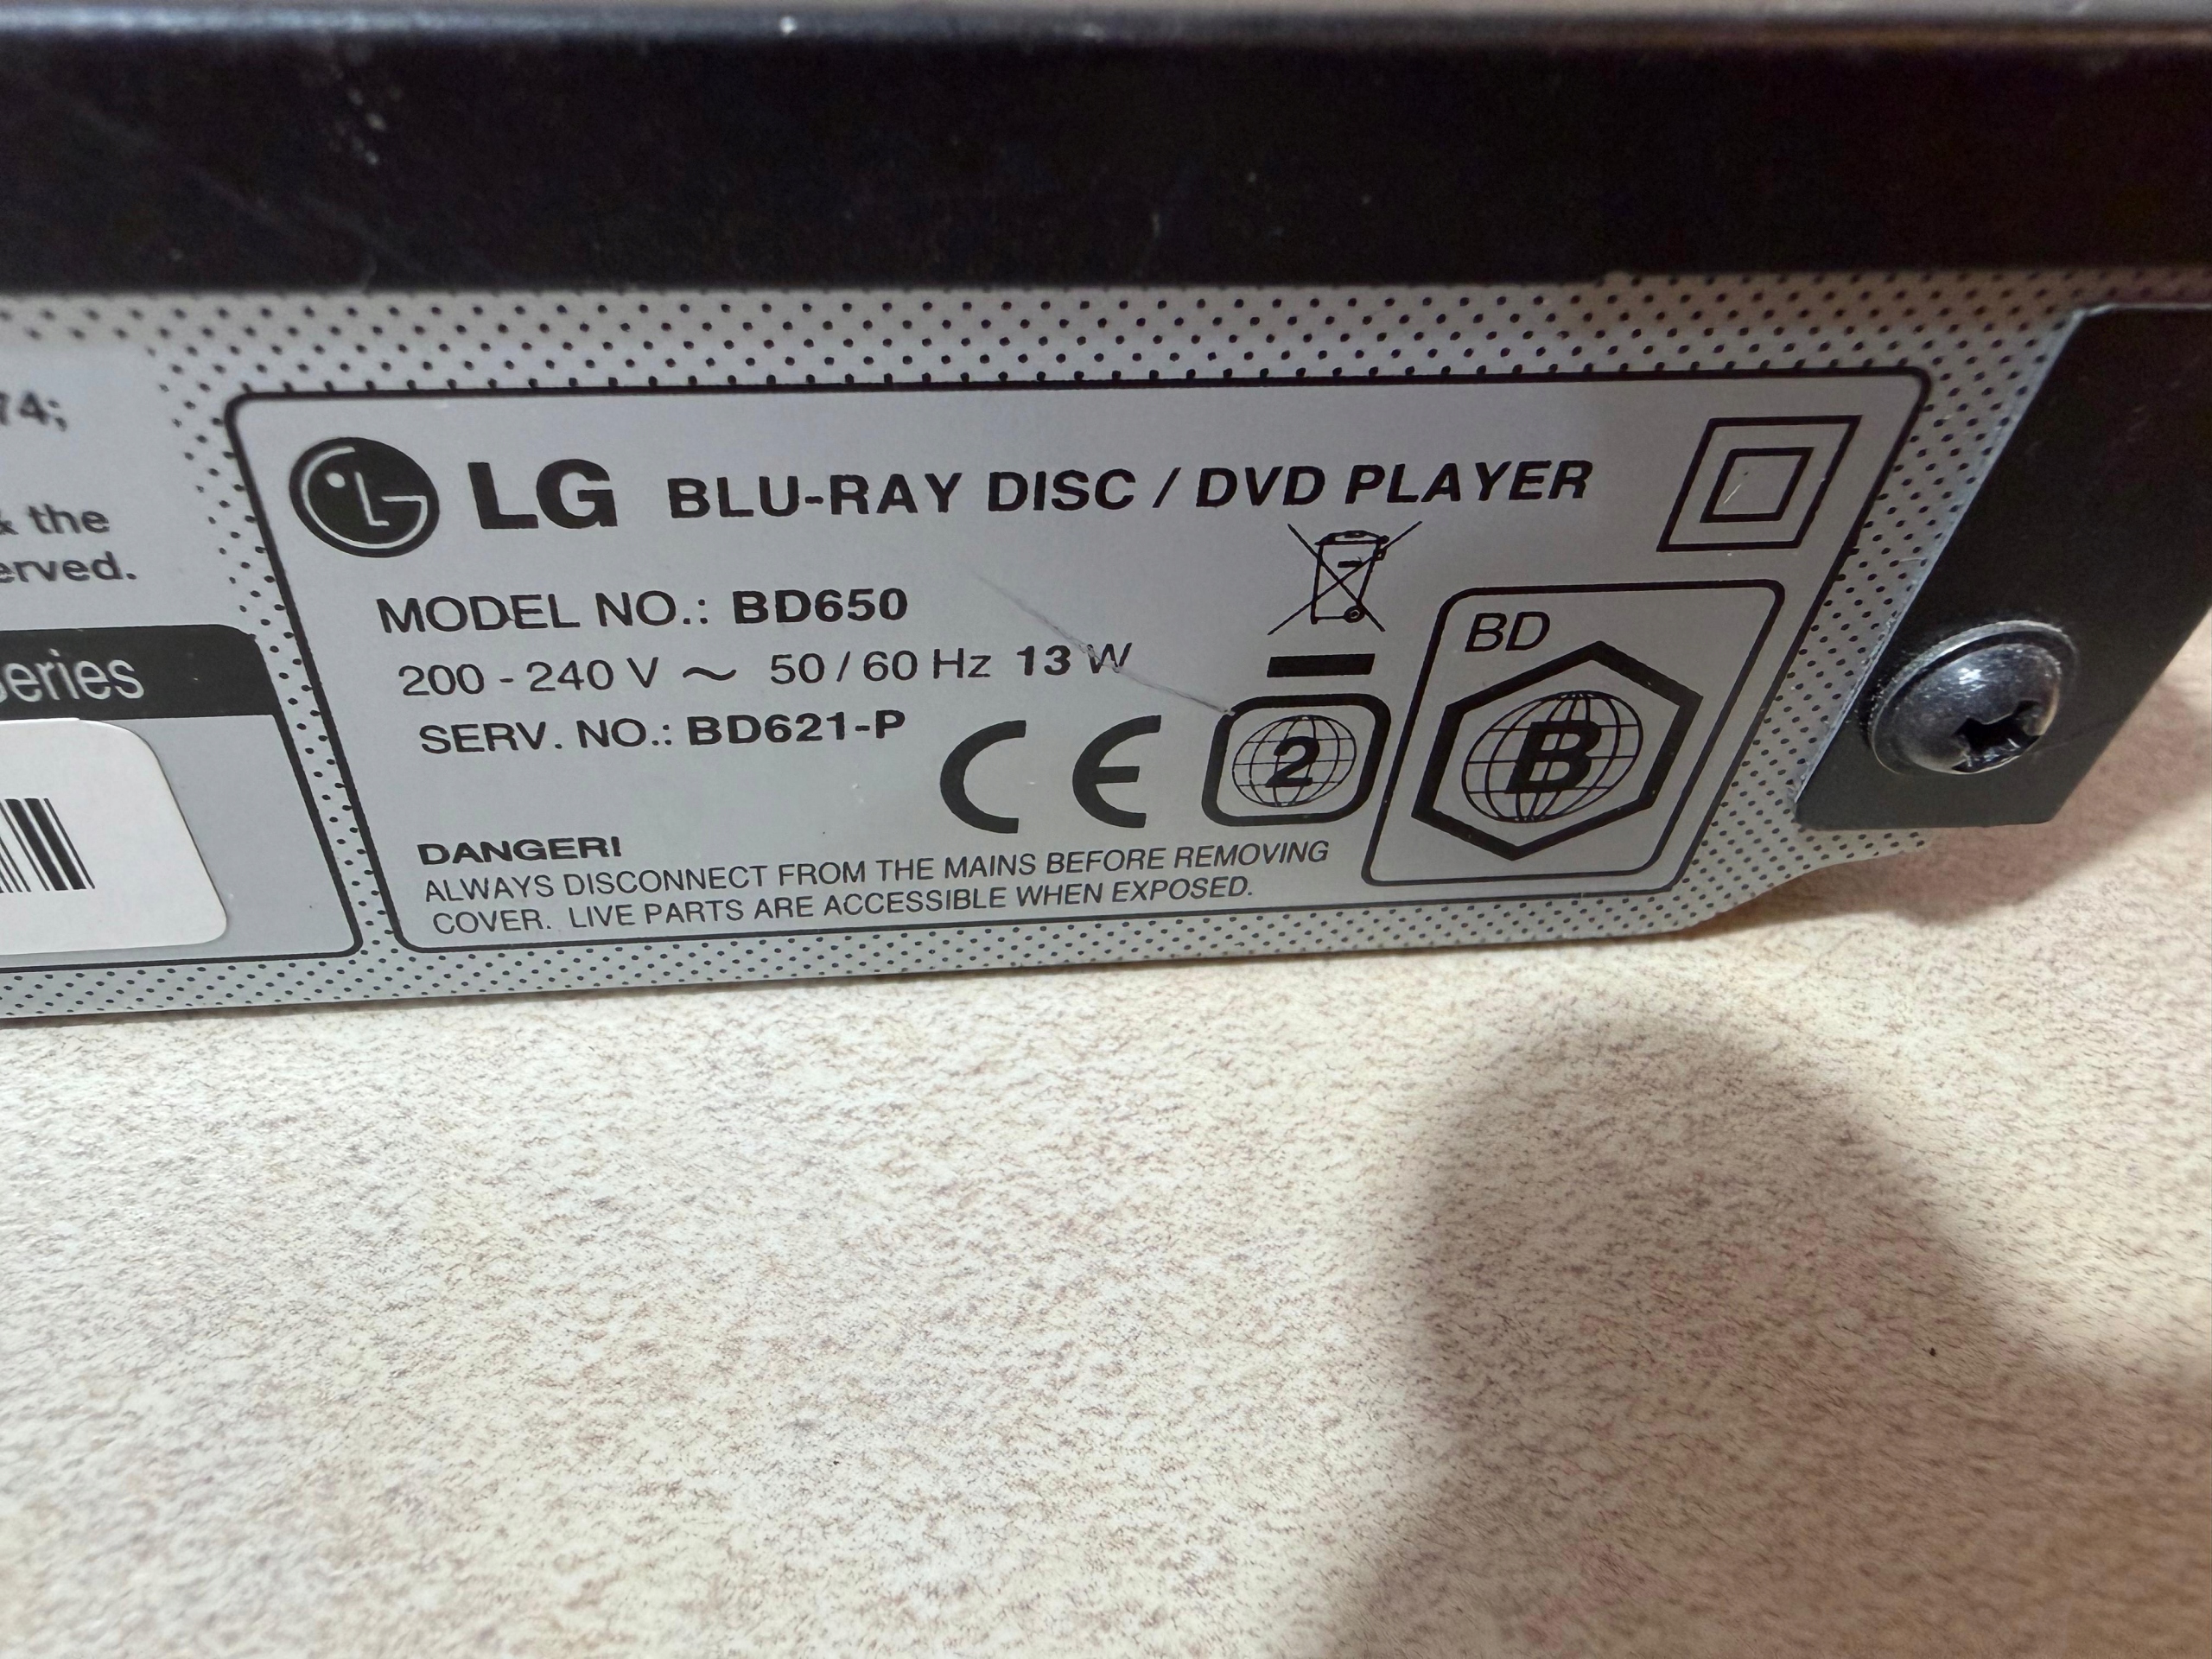 74;
& the
erved.
eries
LG BLU-RAY DISC / DVD PLAYER
MODEL NO.: BD650
200 - 240 V ~ 50 / 60 Hz 13 W
SERV. NO.: BD621-P
CE
2
BD
B
DANGER!
ALWAYS DISCONNECT FROM THE MAINS BEFORE REMOVING
COVER. LIVE PARTS ARE ACCESSIBLE WHEN EXPOSED.